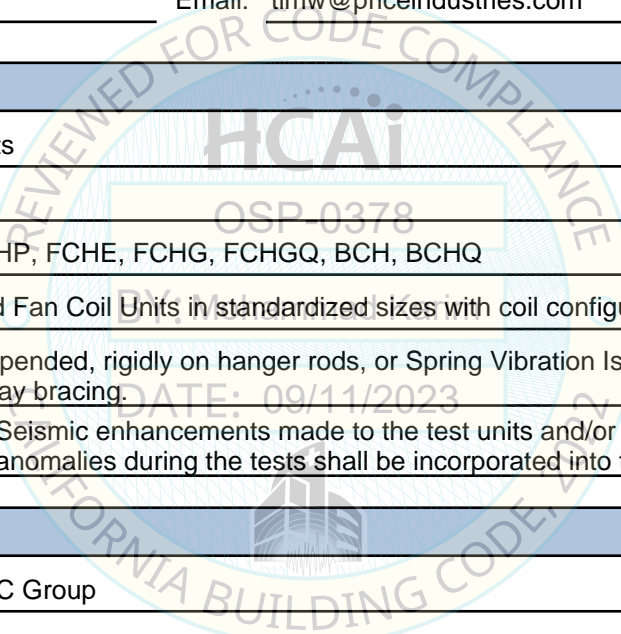 Email: timw@priceindustries.com
REVIEWED FOR CODE COMPLIANCE
HCAi
ts
OSP-0378
HP, FCHE, FCHG, FCHGQ, BCH, BCHQ
d Fan Coil Units in standardized sizes with coil configu
BY: Mohammad Karim
pended, rigidly on hanger rods, or Spring Vibration Is
ay bracing.
DATE: 09/11/2023
Seismic enhancements made to the test units and/or
anomalies during the tests shall be incorporated into t
C Group
CALIFORNIA BUILDING CODE, 2022